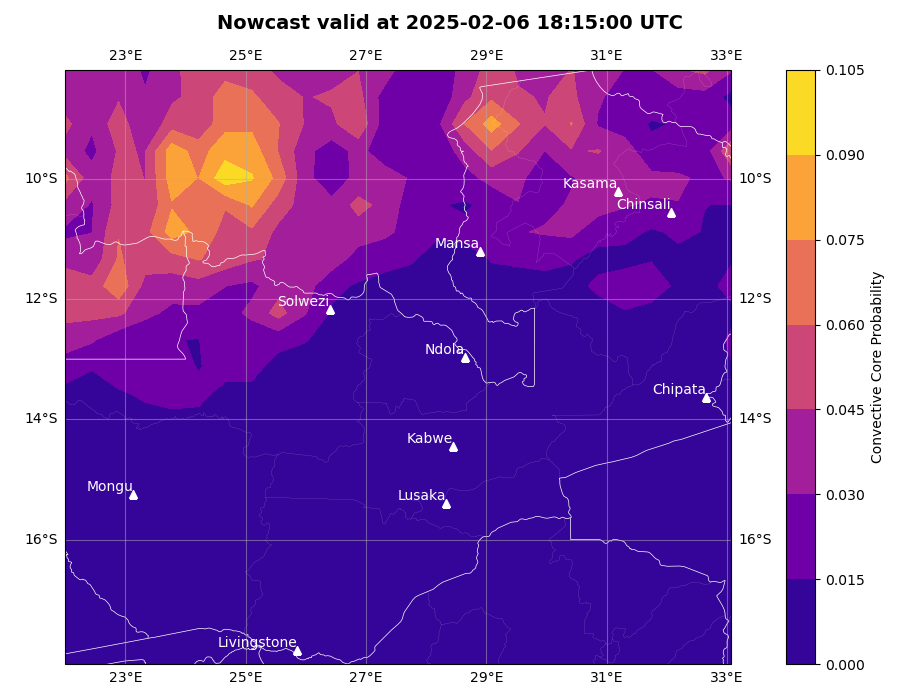 Nowcast valid at 2025-02-06 18:15:00 UTC
23°E 25°E 27°E 29°E 31°E 33°E
0.105
0.090
10°S 10°S
Kasama
Chinsali
0.075
Mansa
12°S 12°S
Solwezi
0.060
Ndola
Chipata
14°S 14°S
0.045
Kabwe
Mongu
Lusaka
0.030
16°S 16°S
0.015
Livingstone
0.000
23°E 25°E 27°E 29°E 31°E 33°E
Convective Core Probability